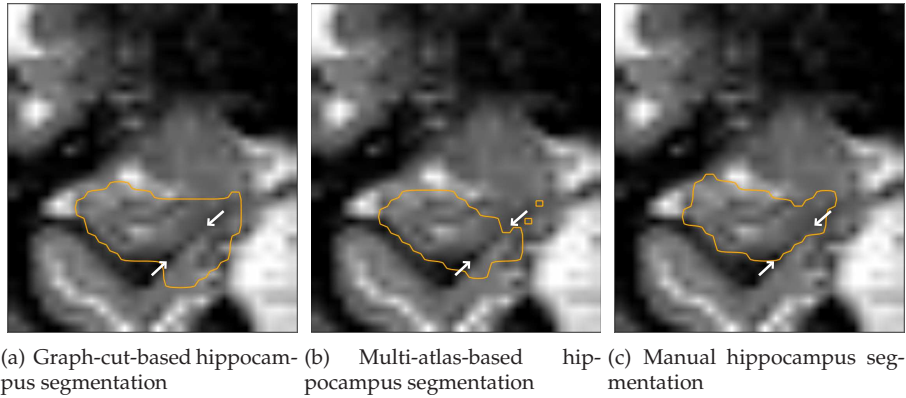 (a) Graph-cut-based hippocam-
pus segmentation
(b) Multi-atlas-based hip-
pocampus segmentation
(c) Manual hippocampus seg-
mentation